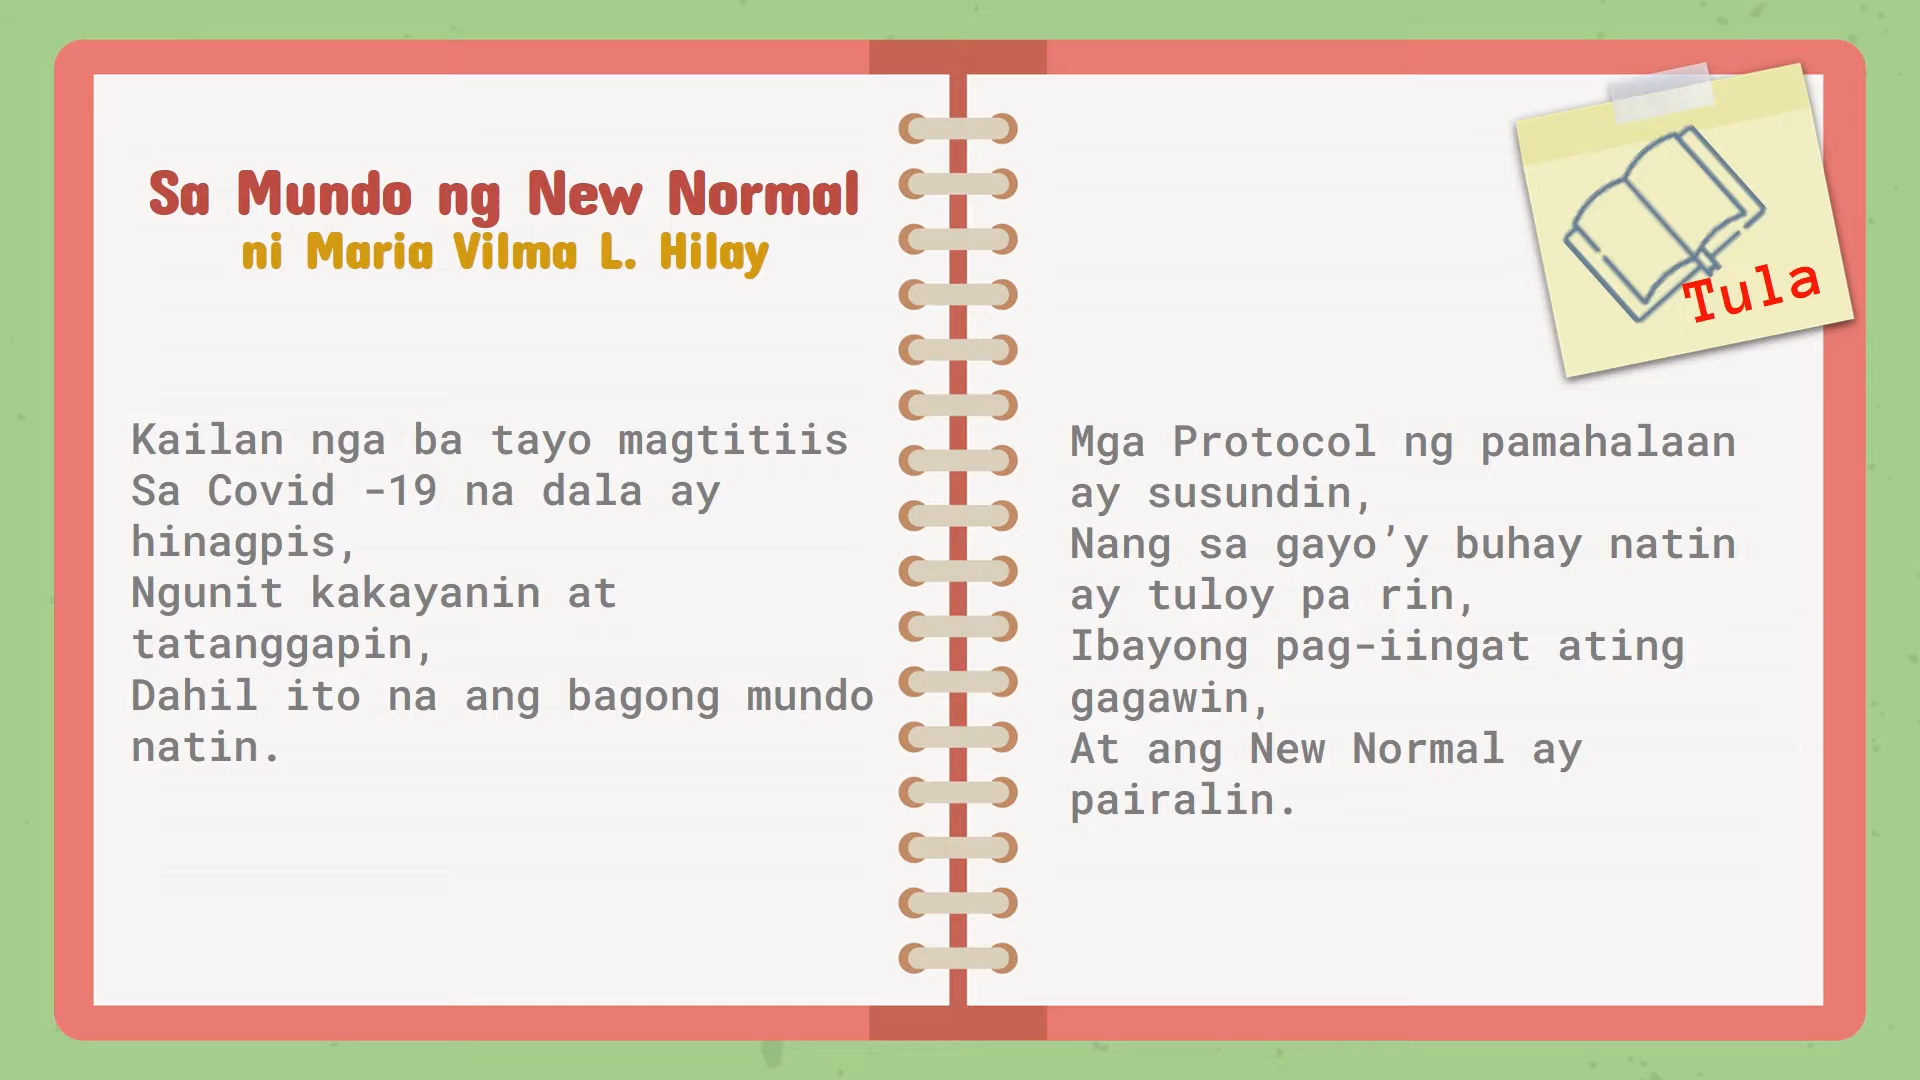 Sa Mundo ng New Normal
ni Maria Vilma L. Hilay
Kailan nga ba tayo magtitiis
Sa Covid -19 na dala ay
hinagpis,
Ngunit kakayanin at
tatanggapin,
Dahil ito na ang bagong mundo
natin.
Tula
Mga Protocol ng pamahalaan
ay susundin,
Nang sa gayo’y buhay natin
ay tuloy pa rin,
Ibayong pag-iingat ating
gagawin,
At ang New Normal ay
pairalin.